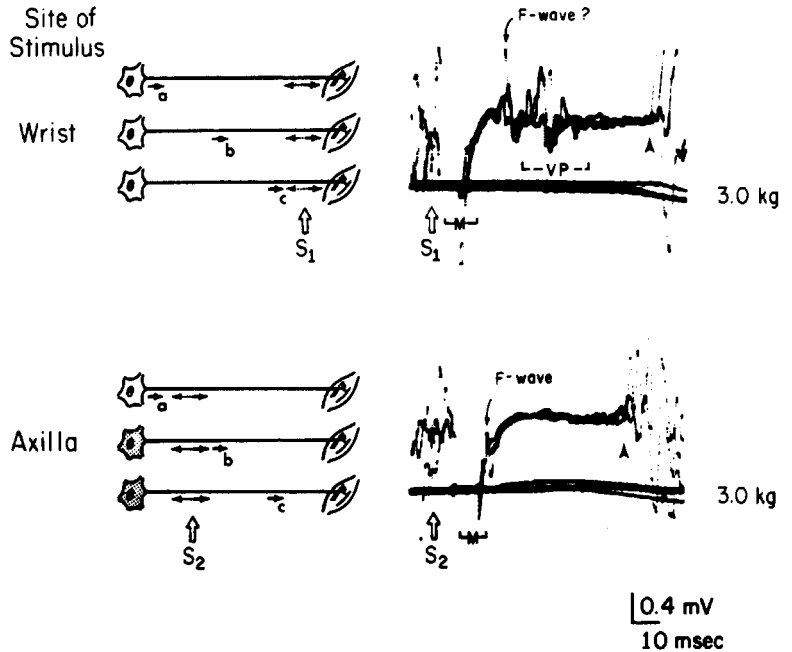 Site of
Stimulus
F-wave ?
a
Wrist
b
VP
c
3.0 kg
M
S1
S1
F-wave
a
Axilla
b
c
3.0 kg
M
S2
S2
0.4 mV
10 msec